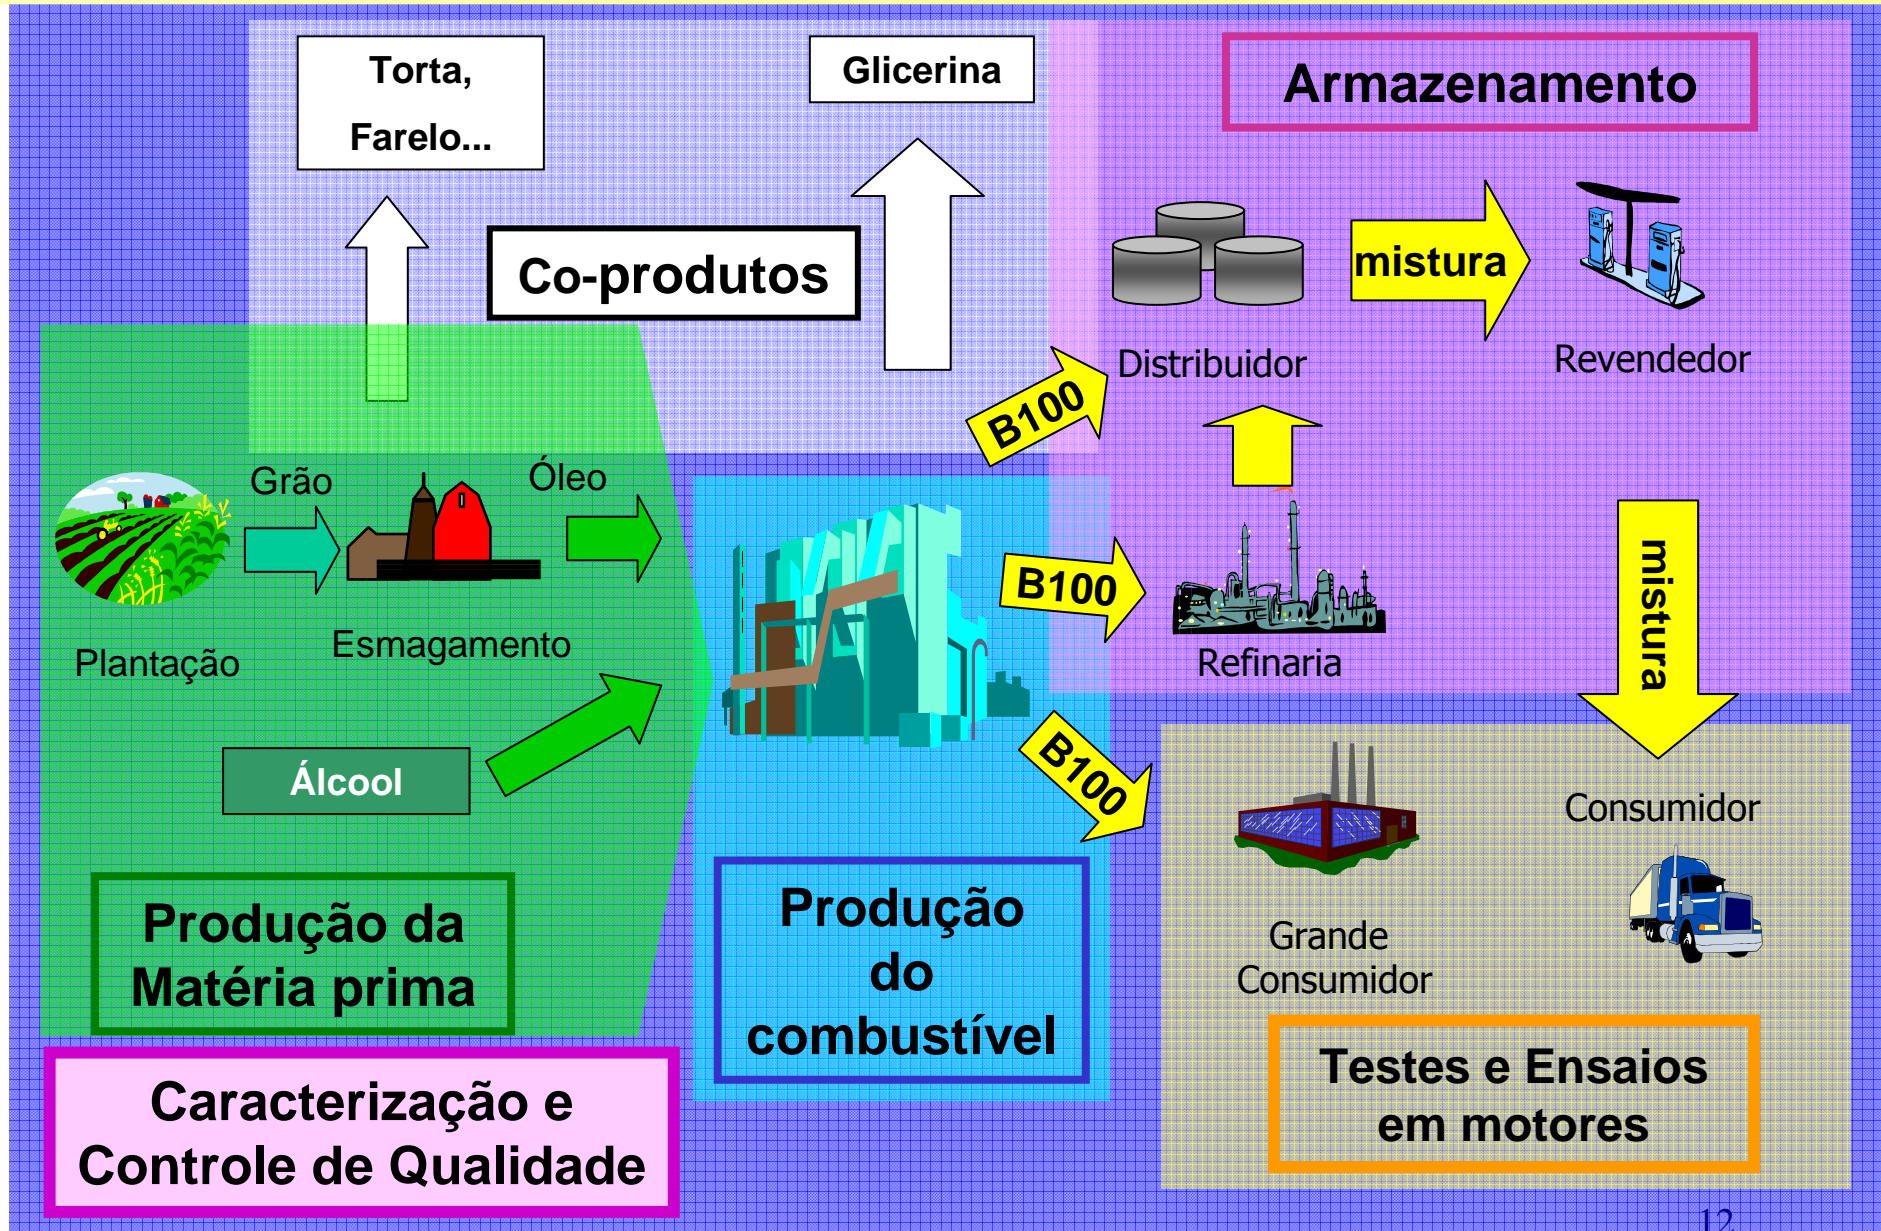 Torta,
Farelo...
Glicerina
Armazenamento
Co-produtos
mistura
Distribuidor
Revendedor
B100
Grão
Óleo
B100
mistura
Plantação
Esmagamento
Refinaria
Álcool
B100
Consumidor
Grande
Consumidor
Produção da
Matéria prima
Produção
do
combustível
Testes e Ensaios
em motores
Caracterização e
Controle de Qualidade
12